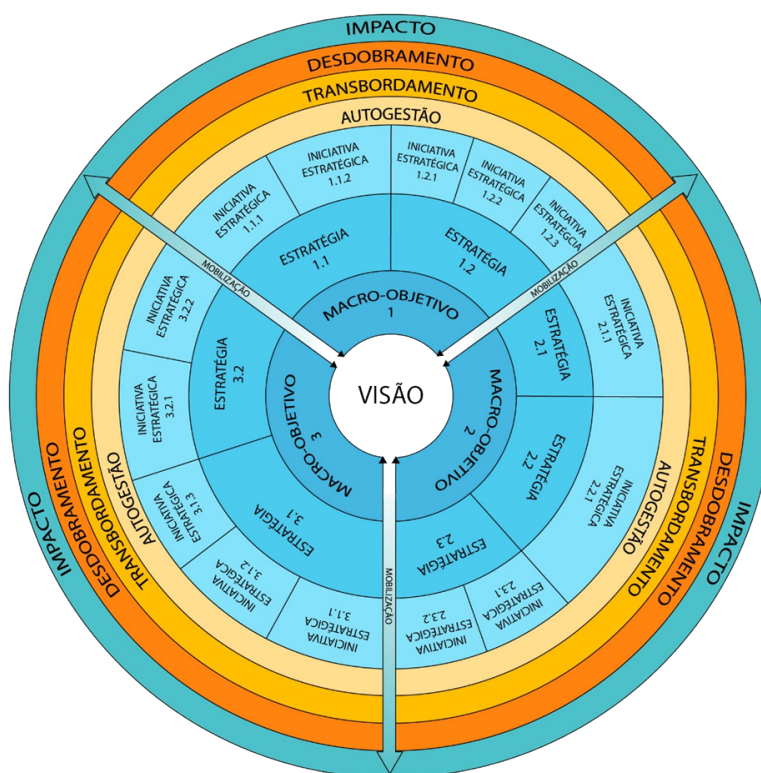 IMPACTO
DESDOBRAMENTO
TRANSBORDAMENTO
AUTOGESTÃO
INICIATIVA
ESTRATÉGICA
1.1.1
INICIATIVA
ESTRATÉGICA
1.1.2
INICIATIVA
ESTRATÉGICA
1.2.1
INICIATIVA
ESTRATÉGICA
1.2.2
INICIATIVA
ESTRATÉGCIA
1.2.3
ESTRATÉGIA
1.1
ESTRATÉGIA
1.2
MACRO-OBJETIVO
1
MOBILIZAÇÃO
VISÃO
MOBILIZAÇÃO
MACRO-OBJETIVO
2
ESTRATÉGIA
2.1
INICIATIVA
ESTRATÉGICA
2.1.1
ESTRATÉGIA
2.2
INICIATIVA
ESTRATÉGICA
2.2.1
ESTRATÉGIA
2.3
INICIATIVA
ESTRATÉGICA
2.3.1
INICIATIVA
ESTRATÉGICA
2.3.2
AUTOGESTÃO
TRANSBORDAMENTO
DESDOBRAMENTO
IMPACTO
MOBILIZAÇÃO
MACRO-OBJETIVO
3
ESTRATÉGIA
3.1
INICIATIVA
ESTRATÉGICA
3.1.1
INICIATIVA
ESTRATÉGICA
3.1.2
INICIATIVA
ESTRATÉGICA
3.1.3
ESTRATÉGIA
3.2
INICIATIVA
ESTRATÉGICA
3.2.1
INICIATIVA
ESTRATÉGICA
3.2.2
AUTOGESTÃO
TRANSBORDAMENTO
DESDOBRAMENTO
IMPACTO